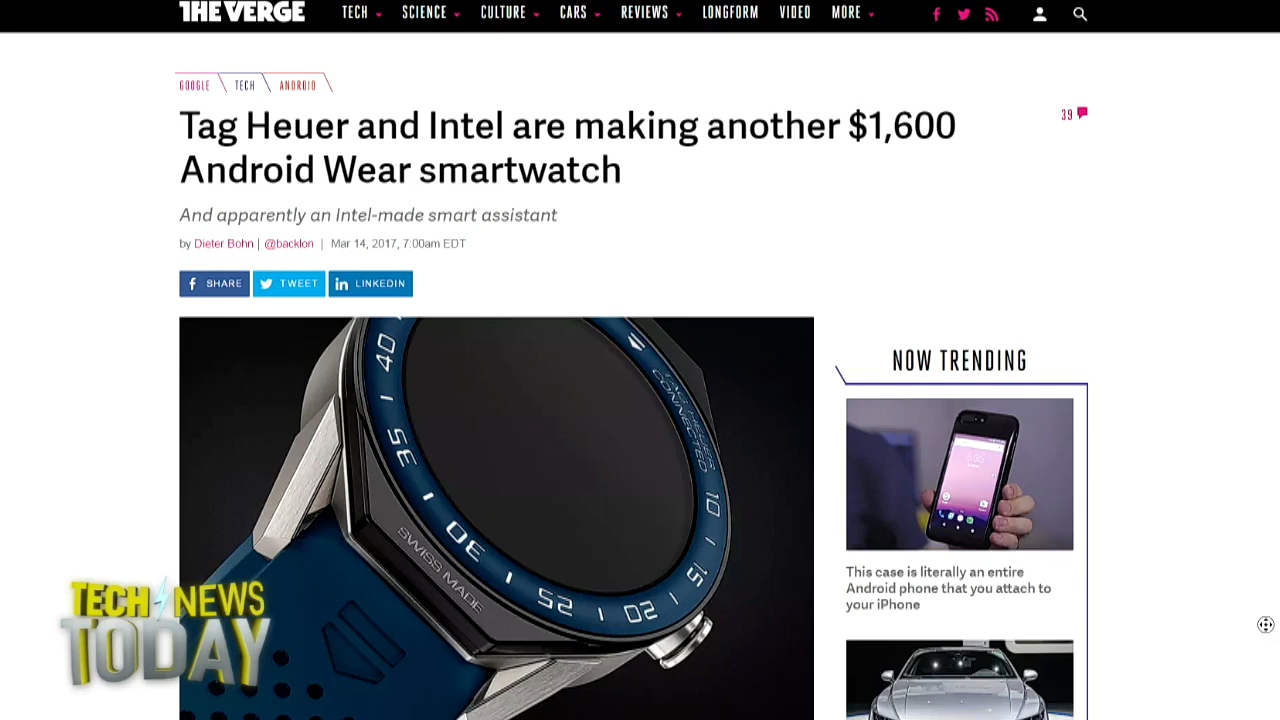 THE VERGE
TECH SCIENCE CULTURE CARS REVIEWS LONGFORM VIDEO MORE
GOOGLE TECH ANDROID
Tag Heuer and Intel are making another $1,600
Android Wear smartwatch
39
And apparently an Intel-made smart assistant
by Dieter Bohn | @backlon | Mar 14, 2017, 7:00am EDT
SHARE TWEET LINKEDIN
NOW TRENDING
40
35
30
25
20
15
10
TAG HEUER
CONNECTED
SWISS MADE
This case is literally an entire
Android phone that you attach to
your iPhone
TECH NEWS
TODAY